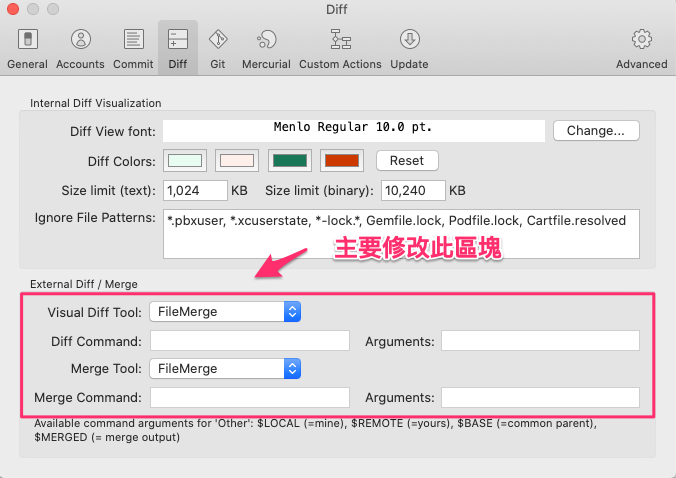 Diff
General Accounts Commit Diff Git Mercurial Custom Actions Update Advanced
Internal Diff Visualization
Diff View font: Menlo Regular 10.0 pt. Change...
Diff Colors: Reset
Size limit (text): 1,024 KB Size limit (binary): 10,240 KB
Ignore File Patterns: *.pbxuser, *.xcuserstate, *-lock.*, Gemfile.lock, Podfile.lock, Cartfile.resolved
主要修改此區塊
External Diff / Merge
Visual Diff Tool: FileMerge
Diff Command: Arguments:
Merge Tool: FileMerge
Merge Command: Arguments:
Available command arguments for 'Other': $LOCAL (=mine), $REMOTE (=yours), $BASE (=common parent),
$MERGED (= merge output)